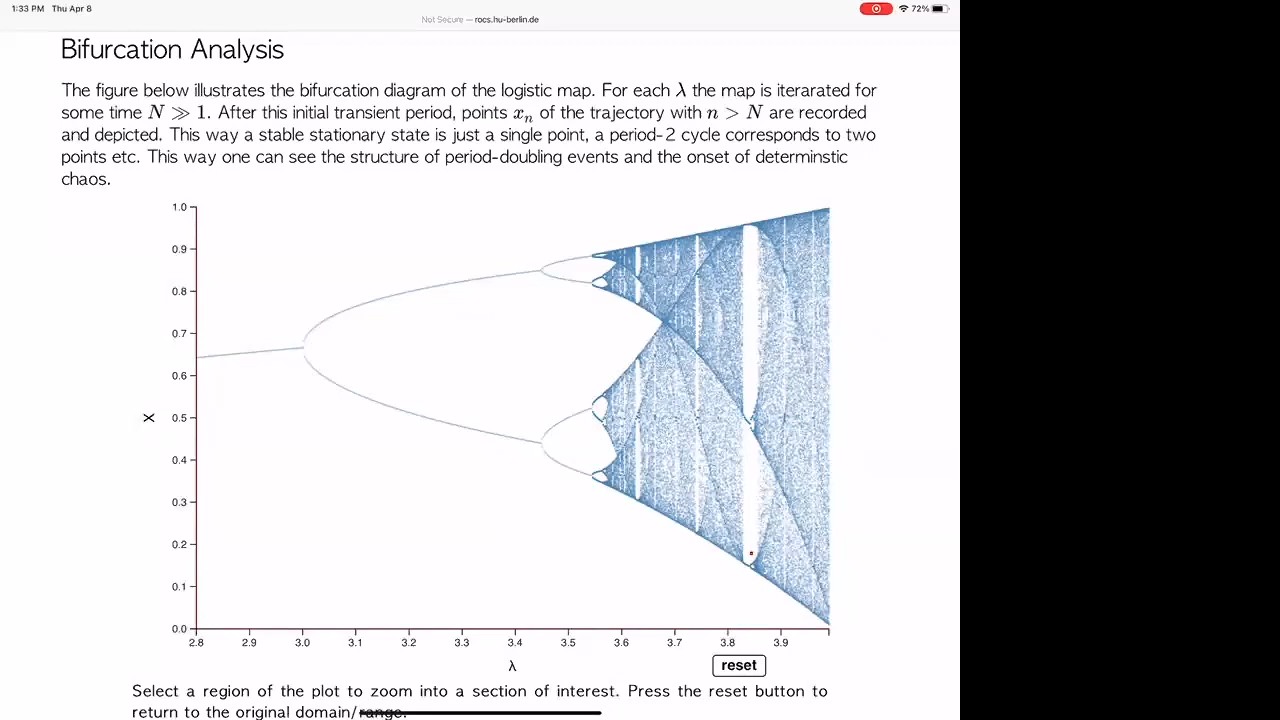 1:33 PM Thu Apr 8
72%
Not Secure — rocs.hu-berlin.de
Bifurcation Analysis
The figure below illustrates the bifurcation diagram of the logistic map. For each λ the map is iterarated for
some time N ≫ 1. After this initial transient period, points xₙ of the trajectory with n > N are recorded
and depicted. This way a stable stationary state is just a single point, a period-2 cycle corresponds to two
points etc. This way one can see the structure of period-doubling events and the onset of determinstic
chaos.
1.0
0.9
0.8
0.7
0.6
X
0.5
0.4
0.3
0.2
0.1
0.0
2.8 2.9 3.0 3.1 3.2 3.3 3.4 3.5 3.6 3.7 3.8 3.9
λ
reset
Select a region of the plot to zoom into a section of interest. Press the reset button to
return to the original domain/range.